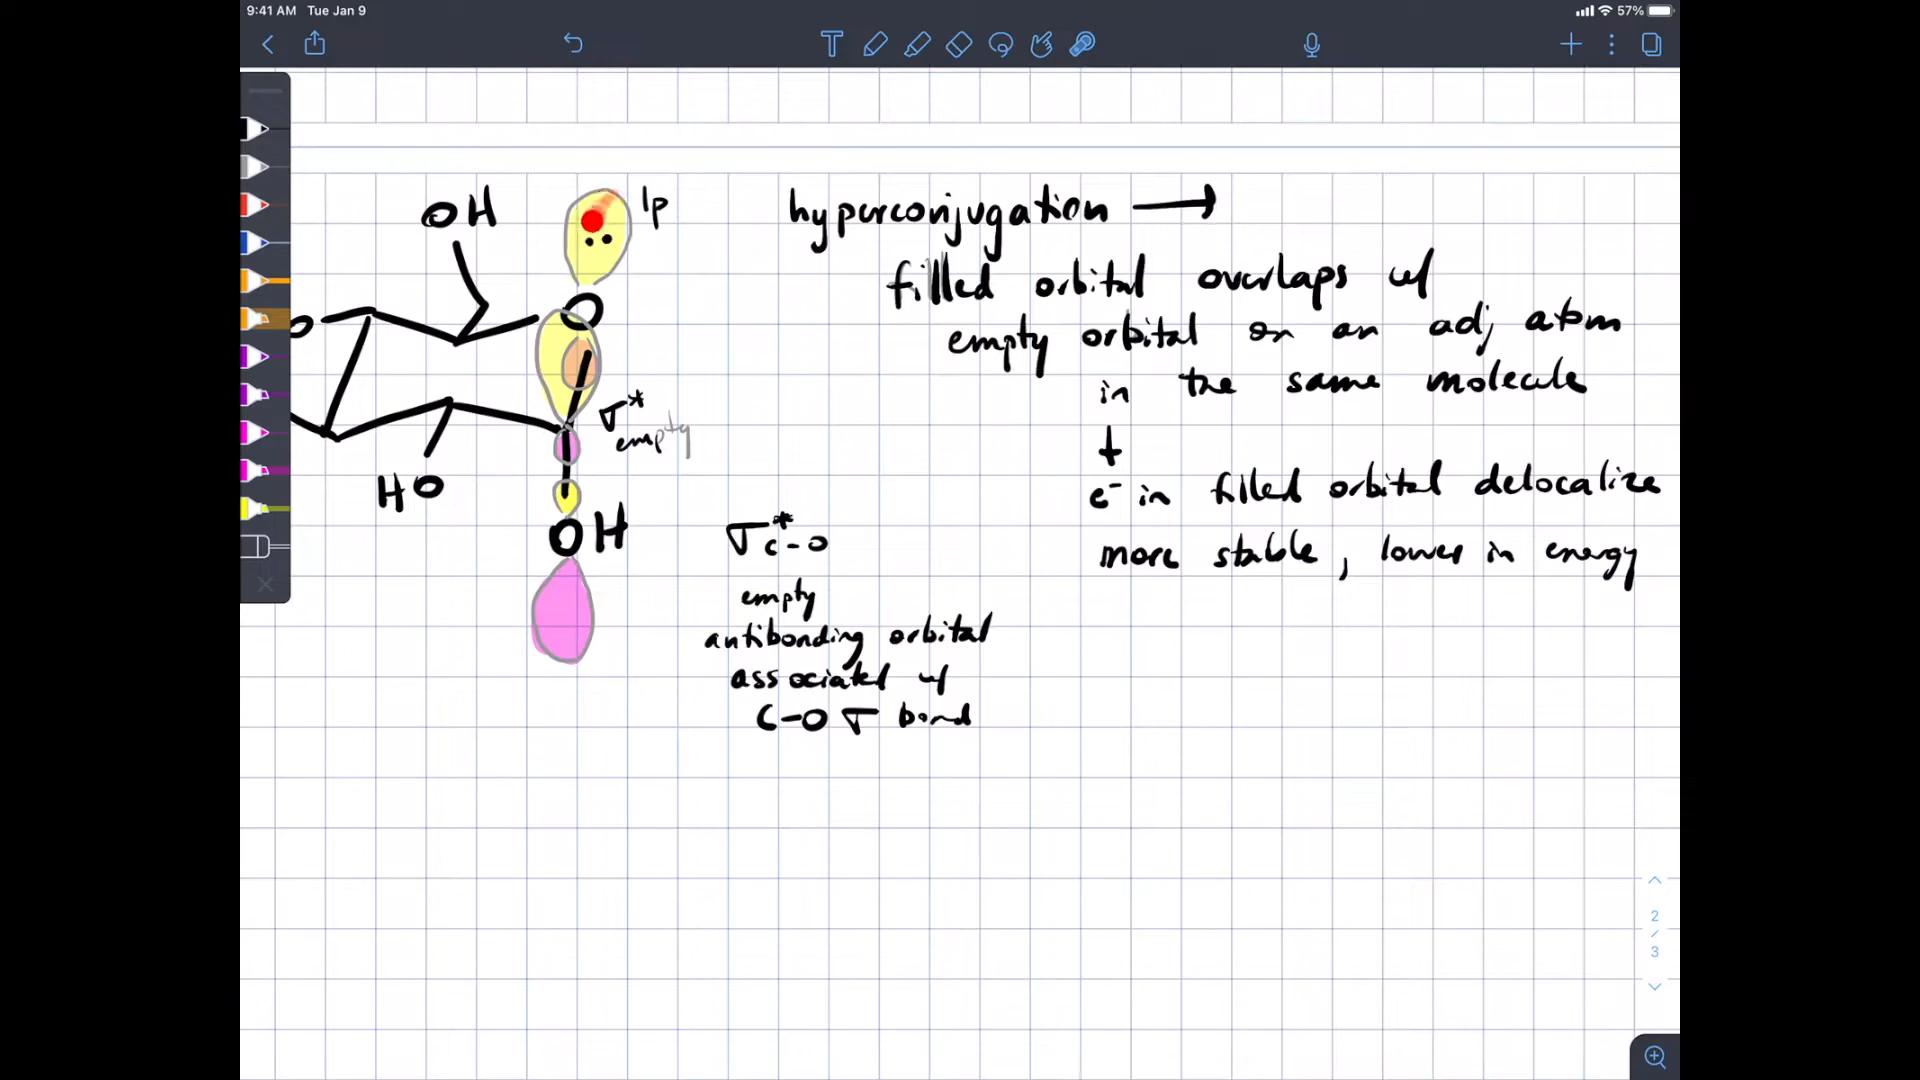 9:41 AM Tue Jan 9
57%
T
OH
lp
O
O
σ*
empty
HO
OH
hyperconjugation →
filled orbital overlaps w/
empty orbital on an adj atom
in the same molecule
↓
e⁻ in filled orbital delocalize
more stable, lower in energy
σ*c-o
empty
antibonding orbital
associated w/
C-O σ bond
2
/
3